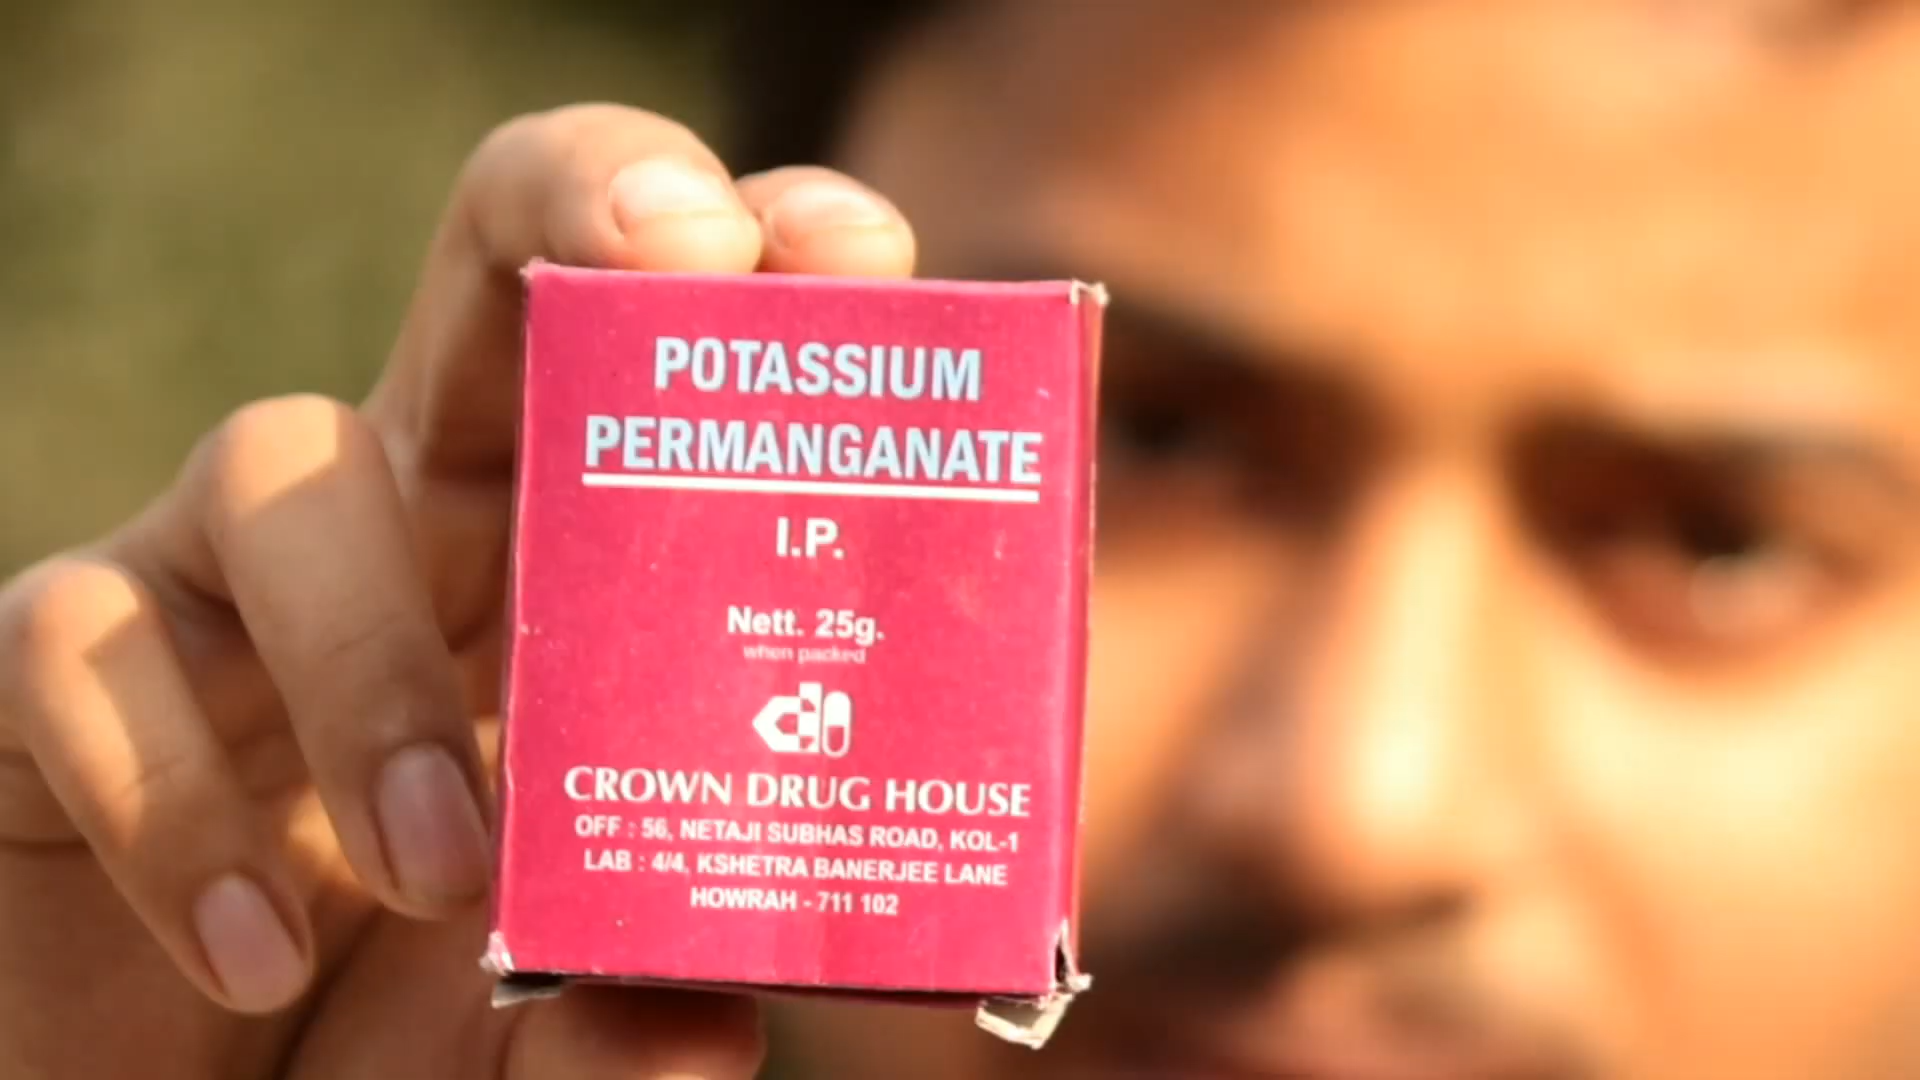 POTASSIUM
PERMANGANATE
I.P.
Nett. 25g.
when packed
CROWN DRUG HOUSE
OFF : 56, NETAJI SUBHAS ROAD, KOL-1
LAB : 4/4, KSHETRA BANERJEE LANE
HOWRAH - 711 102